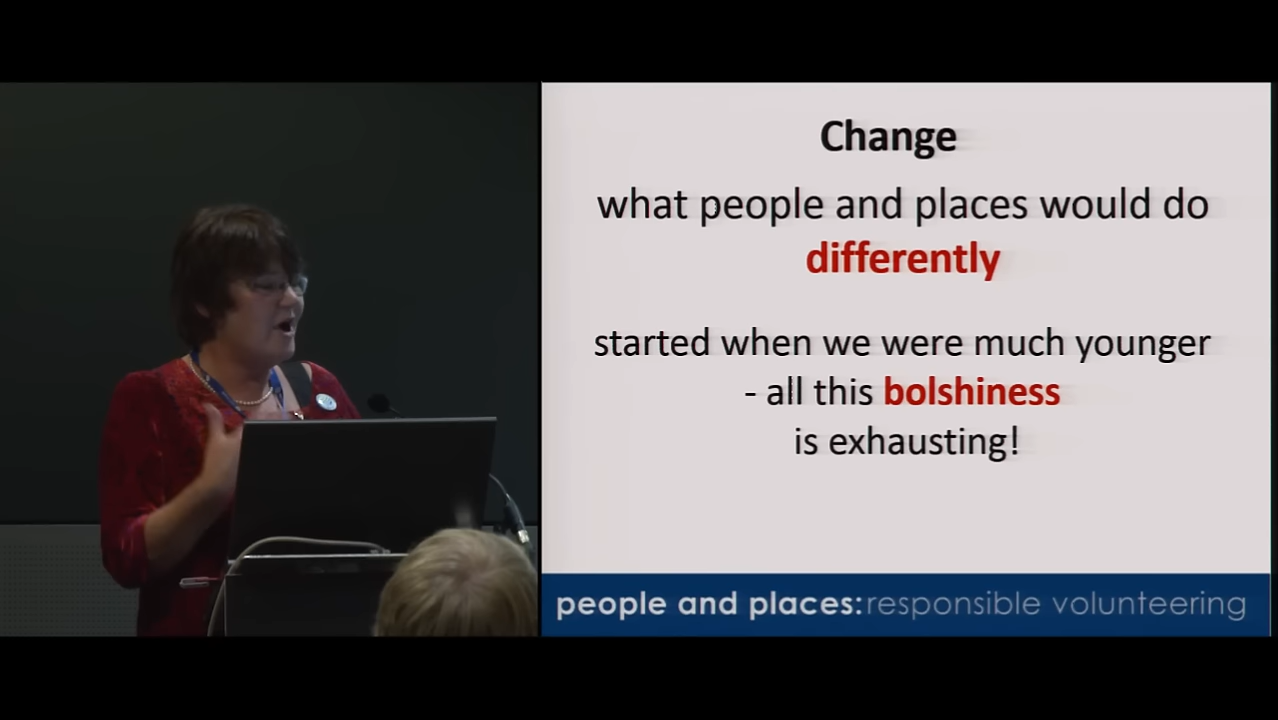 Change
what people and places would do
differently
started when we were much younger
- all this bolshiness
is exhausting!
people and places: responsible volunteering